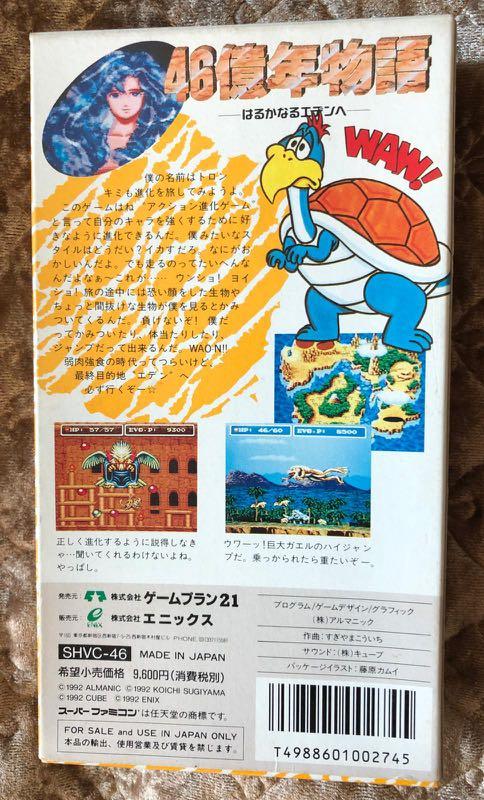 46億年物語
―はるかなるエデンへ―
WAW!
僕の名前はトロン
キミも進化を旅してみようよ。
このゲームはね“アクション進化ゲーム”
と言って自分のキャラを強くするために好
きなように進化できるんだ。僕みたいなス
タイルはどうだい？イカすだろ。なにがお
かしいんだよ。でも走るのってたいへんな
んだよなぁ〜これが…… ワンショ！ヨイ
ショ！旅の途中には恐い顔をした生物や
ちょっと間抜けな生物が僕を見るとかみ
ついてくるんだ。負けないぞ！ 僕だ
ってかみついたり、体当たりしたり、
ジャンプだって出来るんだ。WAO・N!!
弱肉強食の時代ってつらいけど、
最終目的地“エデン”へ
必ず行くぞー☆
HP: 57/57 EVO.P: 9300
HP: 46/60 EVO.P: 8500
正しく進化するように説得しなき
ゃ…聞いてくれるわけないよね。
やっぱし。
ウワーッ！巨大ガエルのハイジャン
プだ。乗っかられたら重たいぞー。
発売元： 株式会社 ゲームプラン21
販売元： ENIX 株式会社 エニックス
SHVC-46 MADE IN JAPAN
希望小売価格 9,600円（消費税別）
©1992 ALMANIC ©1992 KOICHI SUGIYAMA
©1992 CUBE ©1992 ENIX
スーパーファミコンは任天堂の商標です。
FOR SALE and USE IN JAPAN ONLY
本品の輸出、使用営業及び賃貸を禁じます。
プログラム/ゲームデザイン/グラフィック
（株）アルマニック
作曲：すぎやまこういち
サウンド：（株）キューブ
パッケージイラスト：藤原カムイ
T4988601002745